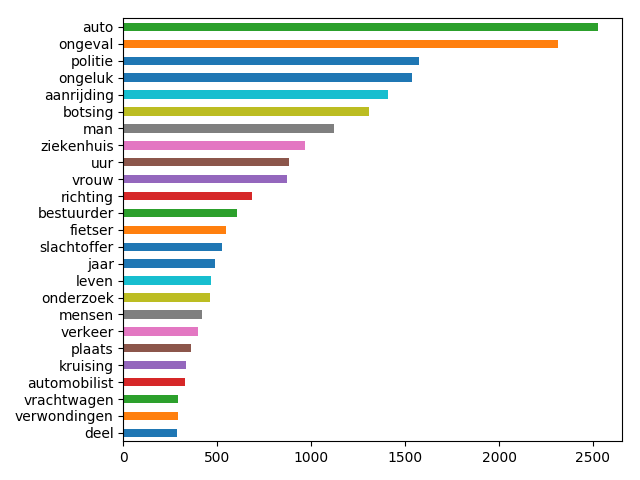 auto
ongeval
politie
ongeluk
aanrijding
botsing
man
ziekenhuis
uur
vrouw
richting
bestuurder
fietser
slachtoffer
jaar
leven
onderzoek
mensen
verkeer
plaats
kruising
automobilist
vrachtwagen
verwondingen
deel
0 500 1000 1500 2000 2500